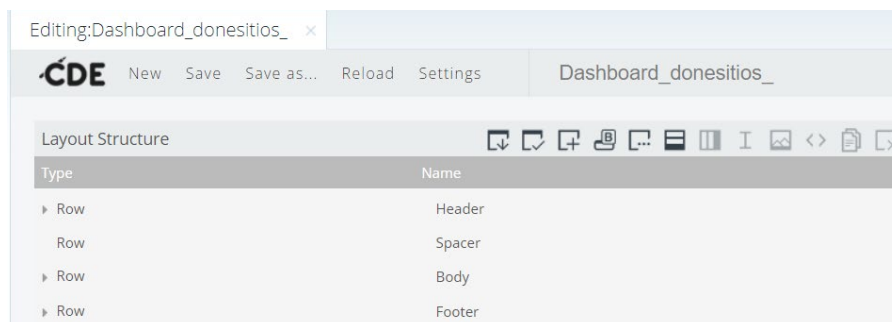 Editing:Dashboard_donesitios_ ×
CDE New Save Save as... Reload Settings Dashboard_donesitios_
Layout Structure
Type Name
Row Header
Row Spacer
Row Body
Row Footer